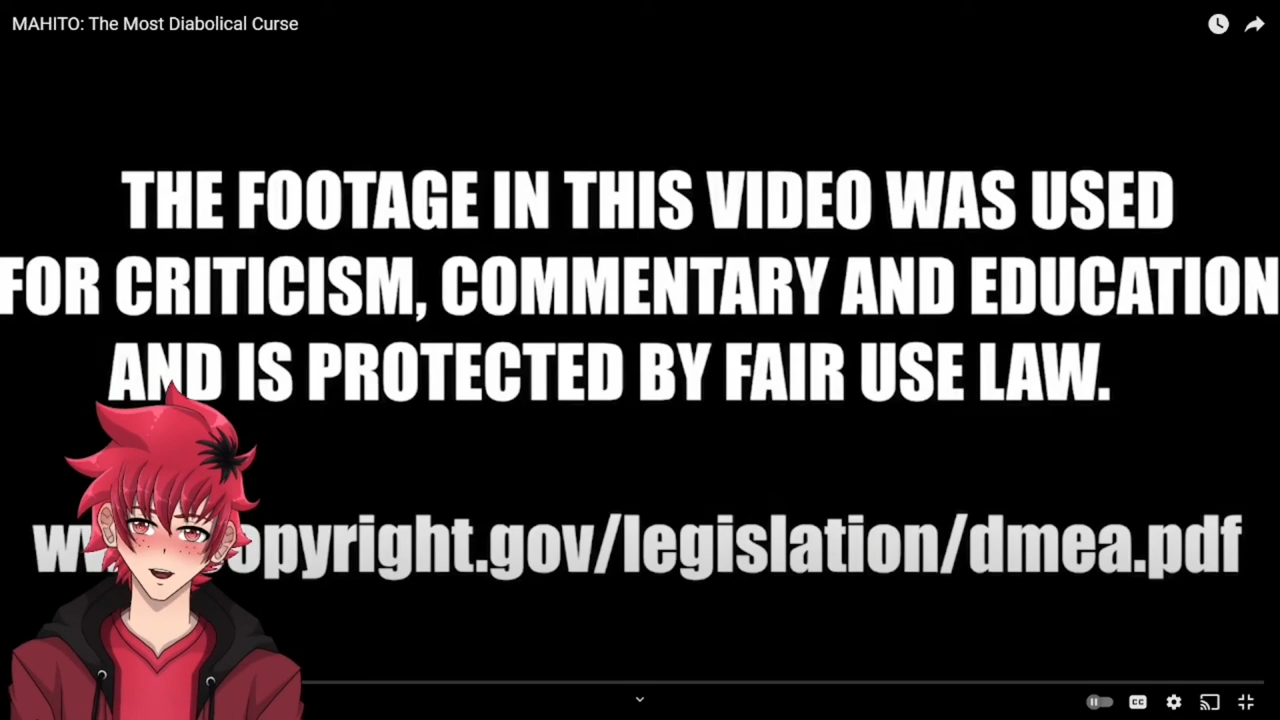 MAHITO: The Most Diabolical Curse
THE FOOTAGE IN THIS VIDEO WAS USED
FOR CRITICISM, COMMENTARY AND EDUCATION
AND IS PROTECTED BY FAIR USE LAW.
opyright.gov/legislation/dmea.pdf
CC